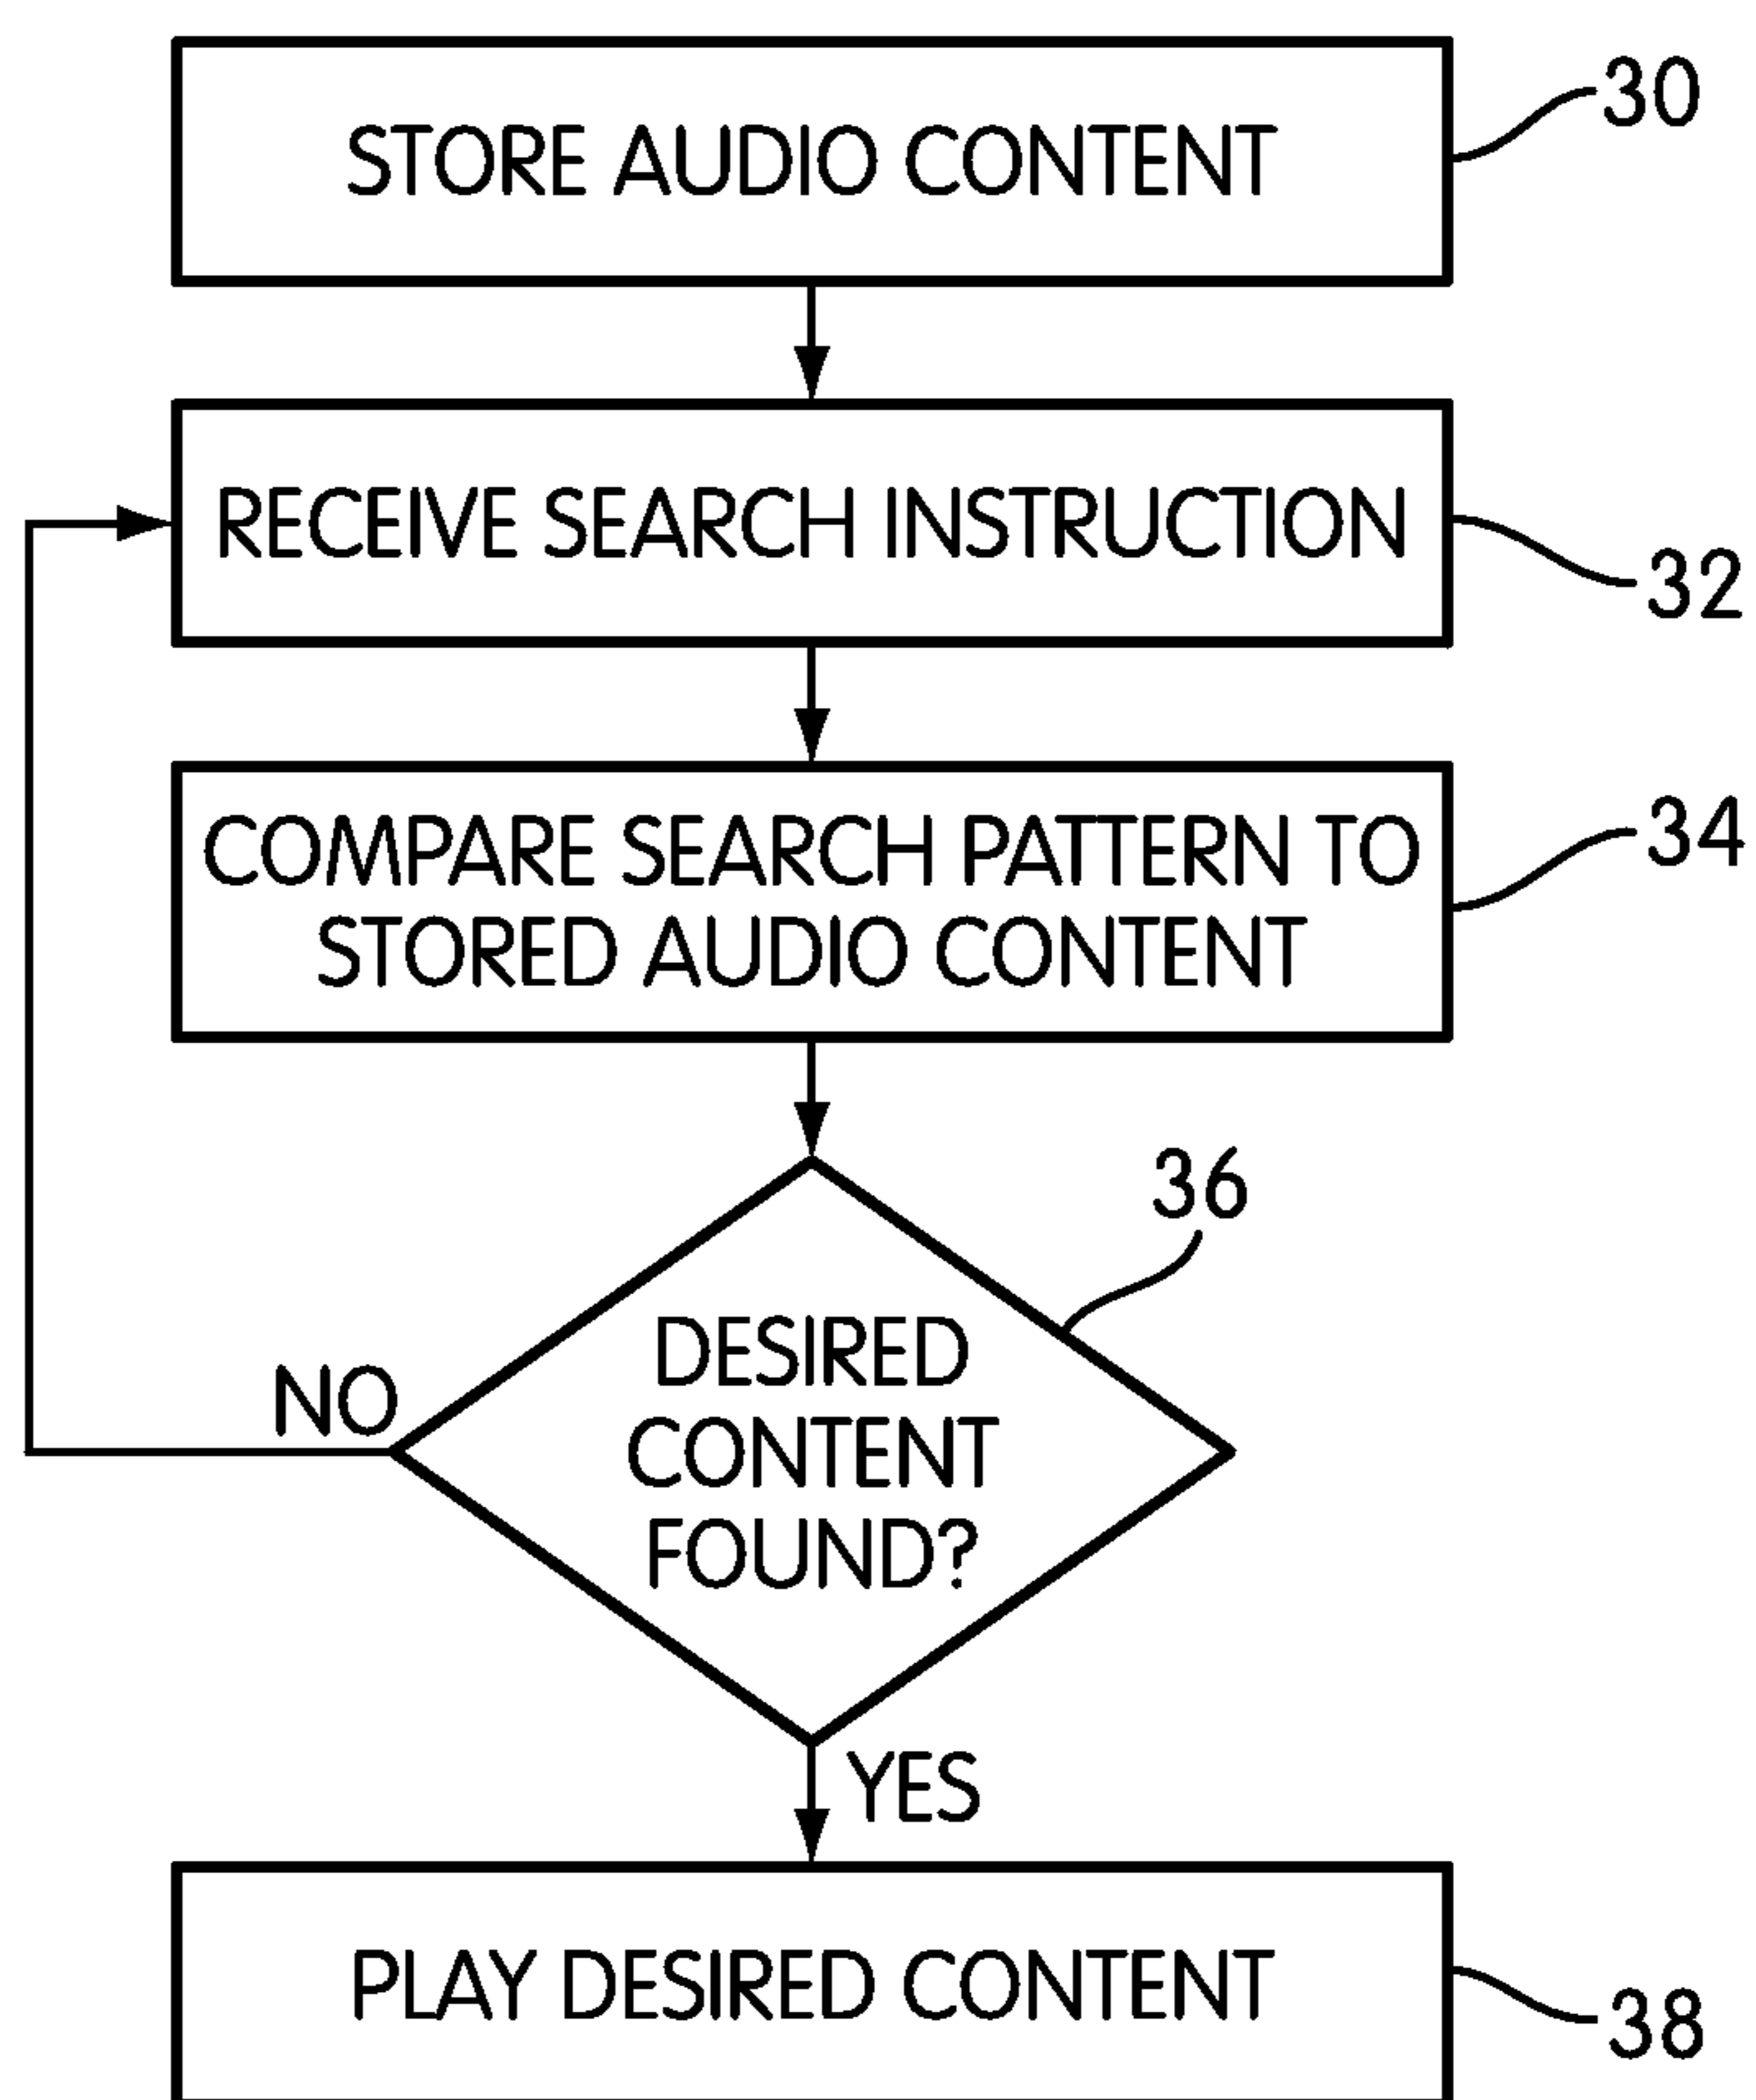 STORE AUDIO CONTENT
30
RECEIVE SEARCH INSTRUCTION
32
COMPARE SEARCH PATTERN TO
STORED AUDIO CONTENT
34
36
DESIRED
CONTENT
FOUND?
NO
YES
PLAY DESIRED CONTENT
38